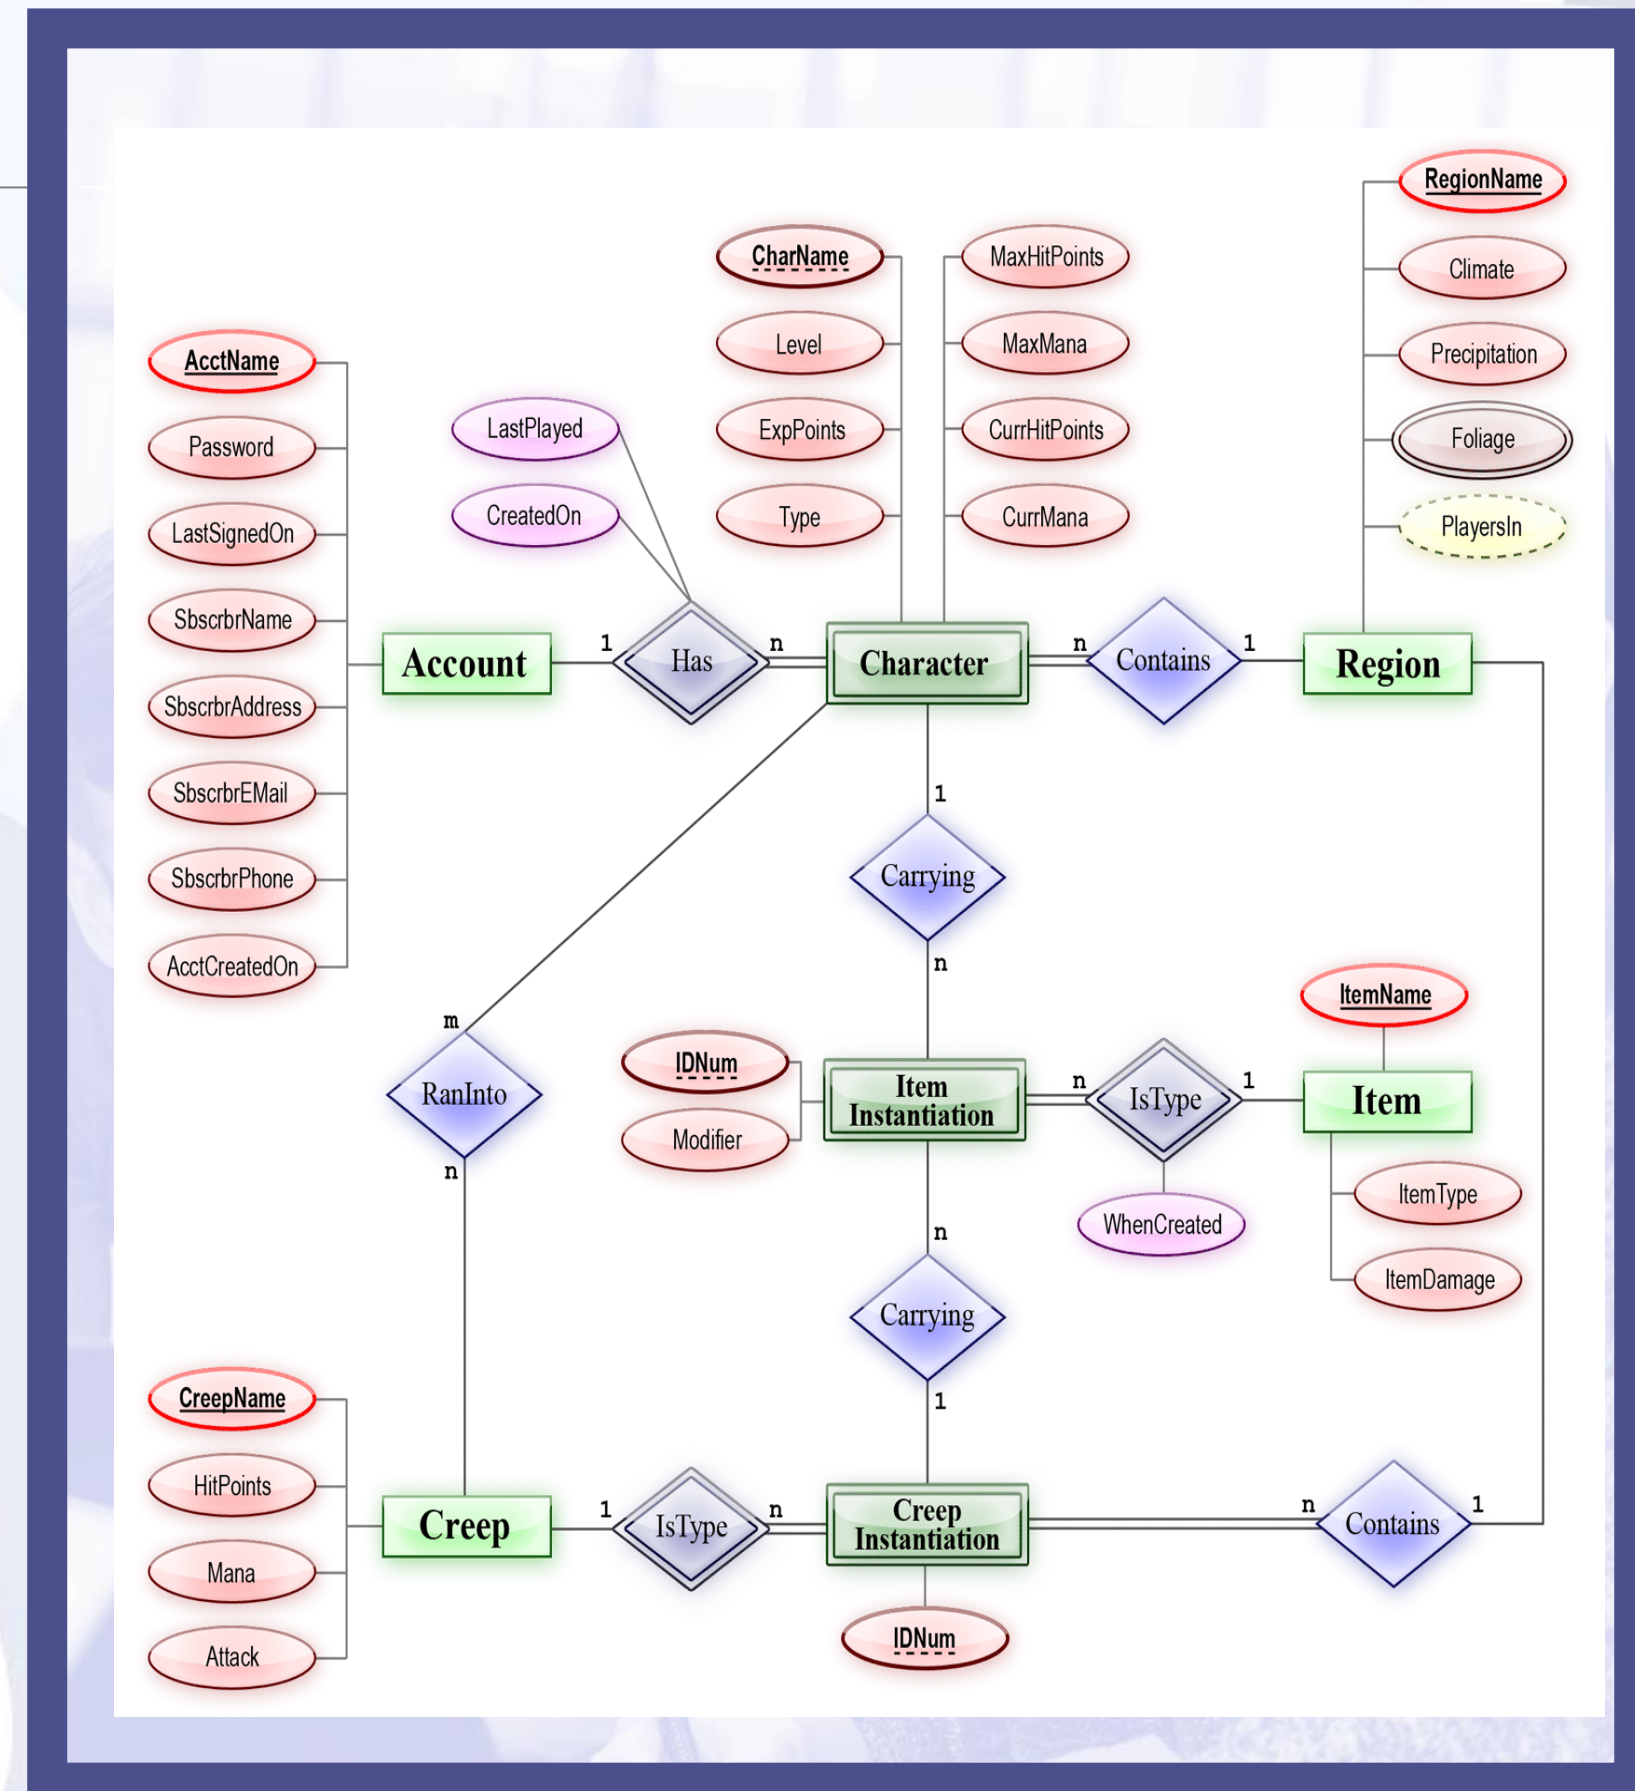 RegionName
CharName
MaxHitPoints
Climate
Level
MaxMana
Precipitation
AcctName
LastPlayed
ExpPoints
CurrHitPoints
Foliage
Password
CreatedOn
Type
CurrMana
PlayersIn
LastSignedOn
SbscrbrName
Account
1
Has
n
Character
n
Contains
1
Region
SbscrbrAddress
SbscrbrEMail
1
SbscrbrPhone
Carrying
AcctCreatedOn
n
ItemName
m
RanInto
IDNum
Modifier
Item
Instantiation
n
IsType
1
Item
n
WhenCreated
ItemType
n
ItemDamage
Carrying
CreepName
1
HitPoints
Creep
1
IsType
n
Creep
Instantiation
n
Contains
1
Mana
Attack
IDNum